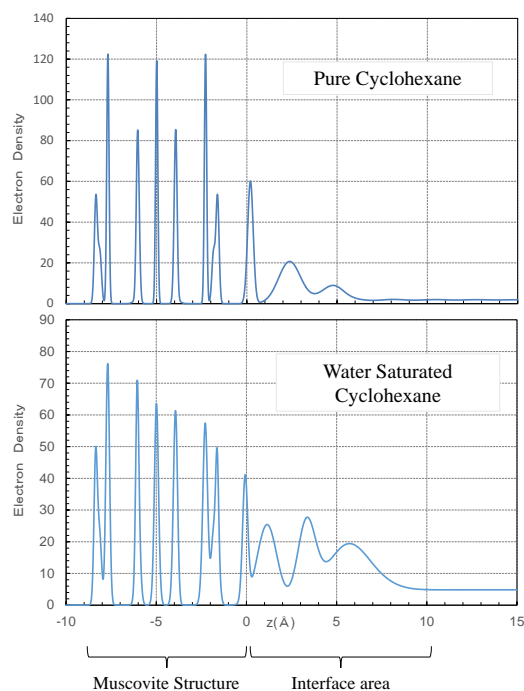 140
120
100
80
60
40
20
0
Electron Density
Pure Cyclohexane
90
80
70
60
50
40
30
20
10
0
Electron Density
Water Saturated
Cyclohexane
-10 -5 0 5 10 15
z(Å)
Muscovite Structure Interface area